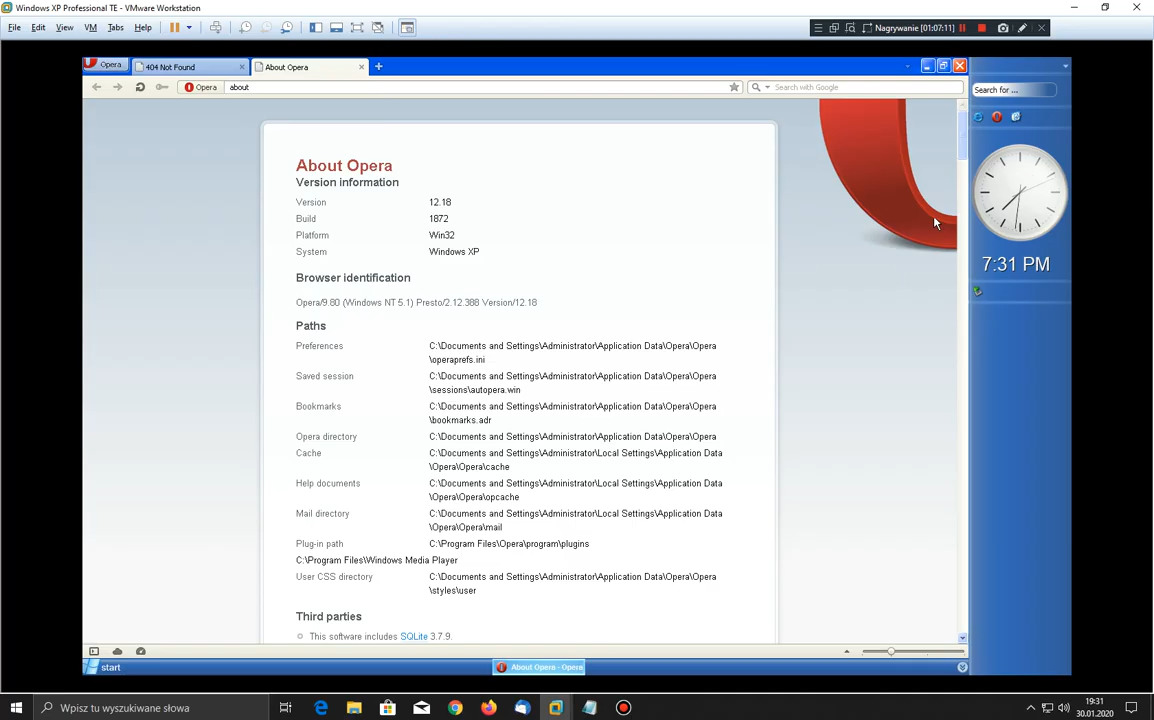 Windows XP Professional TE - VMware Workstation
File Edit View VM Tabs Help
Nagrywanie [01:07:11]
Opera 404 Not Found About Opera
Opera about Search with Google
Search for ...
About Opera
Version information
Version 12.18
Build 1872
Platform Win32
System Windows XP
7:31 PM
Browser identification
Opera/9.80 (Windows NT 5.1) Presto/2.12.388 Version/12.18
Paths
Preferences C:\Documents and Settings\Administrator\Application Data\Opera\Opera
\operaprefs.ini
Saved session C:\Documents and Settings\Administrator\Application Data\Opera\Opera
\sessions\autopera.win
Bookmarks C:\Documents and Settings\Administrator\Application Data\Opera\Opera
\bookmarks.adr
Opera directory C:\Documents and Settings\Administrator\Application Data\Opera\Opera
Cache C:\Documents and Settings\Administrator\Local Settings\Application Data
\Opera\Opera\cache
Help documents C:\Documents and Settings\Administrator\Local Settings\Application Data
\Opera\Opera\opcache
Mail directory C:\Documents and Settings\Administrator\Local Settings\Application Data
\Opera\Opera\mail
Plug-in path C:\Program Files\Opera\program\plugins
C:\Program Files\Windows Media Player
User CSS directory C:\Documents and Settings\Administrator\Application Data\Opera\Opera
\styles\user
Third parties
This software includes SQLite 3.7.9.
start About Opera - Opera
Wpisz tu wyszukiwane słowa
19:31
30.01.2020